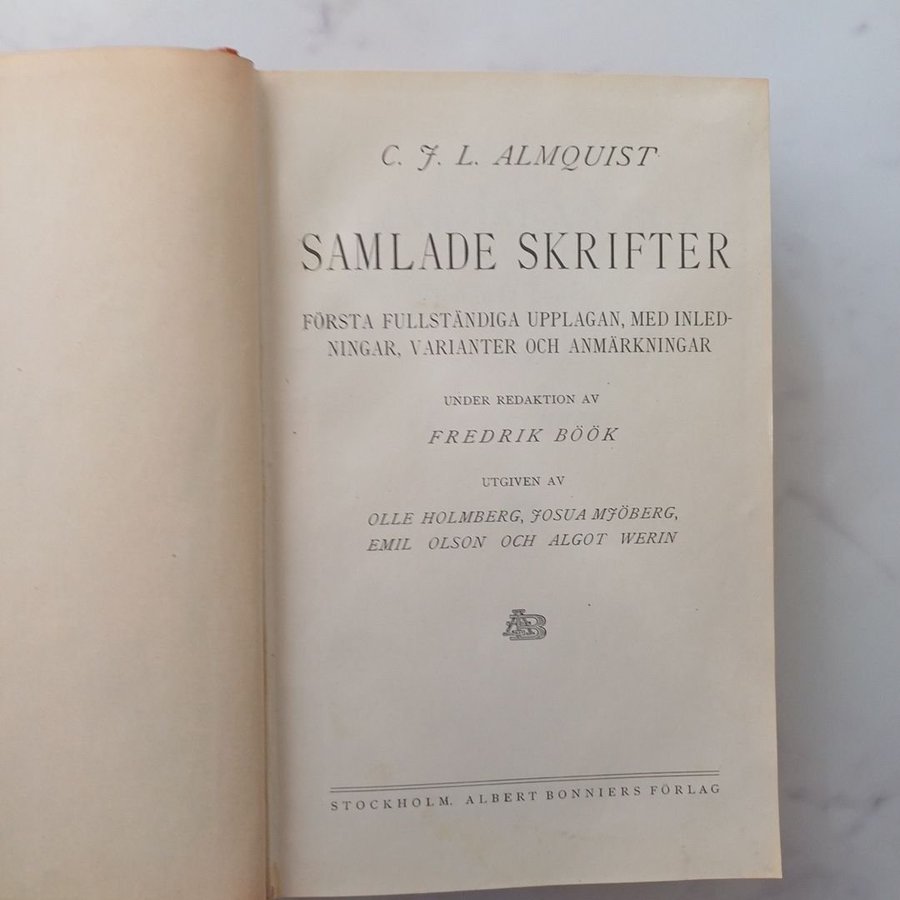 C. J. L. ALMQUIST
SAMLADE SKRIFTER
FÖRSTA FULLSTÄNDIGA UPPLAGAN, MED INLED-
NINGAR, VARIANTER OCH ANMÄRKNINGAR
UNDER REDAKTION AV
FREDRIK BÖÖK
UTGIVEN AV
OLLE HOLMBERG, JOSUA MJÖBERG,
EMIL OLSON OCH ALGOT WERIN
AB
STOCKHOLM. ALBERT BONNIERS FÖRLAG